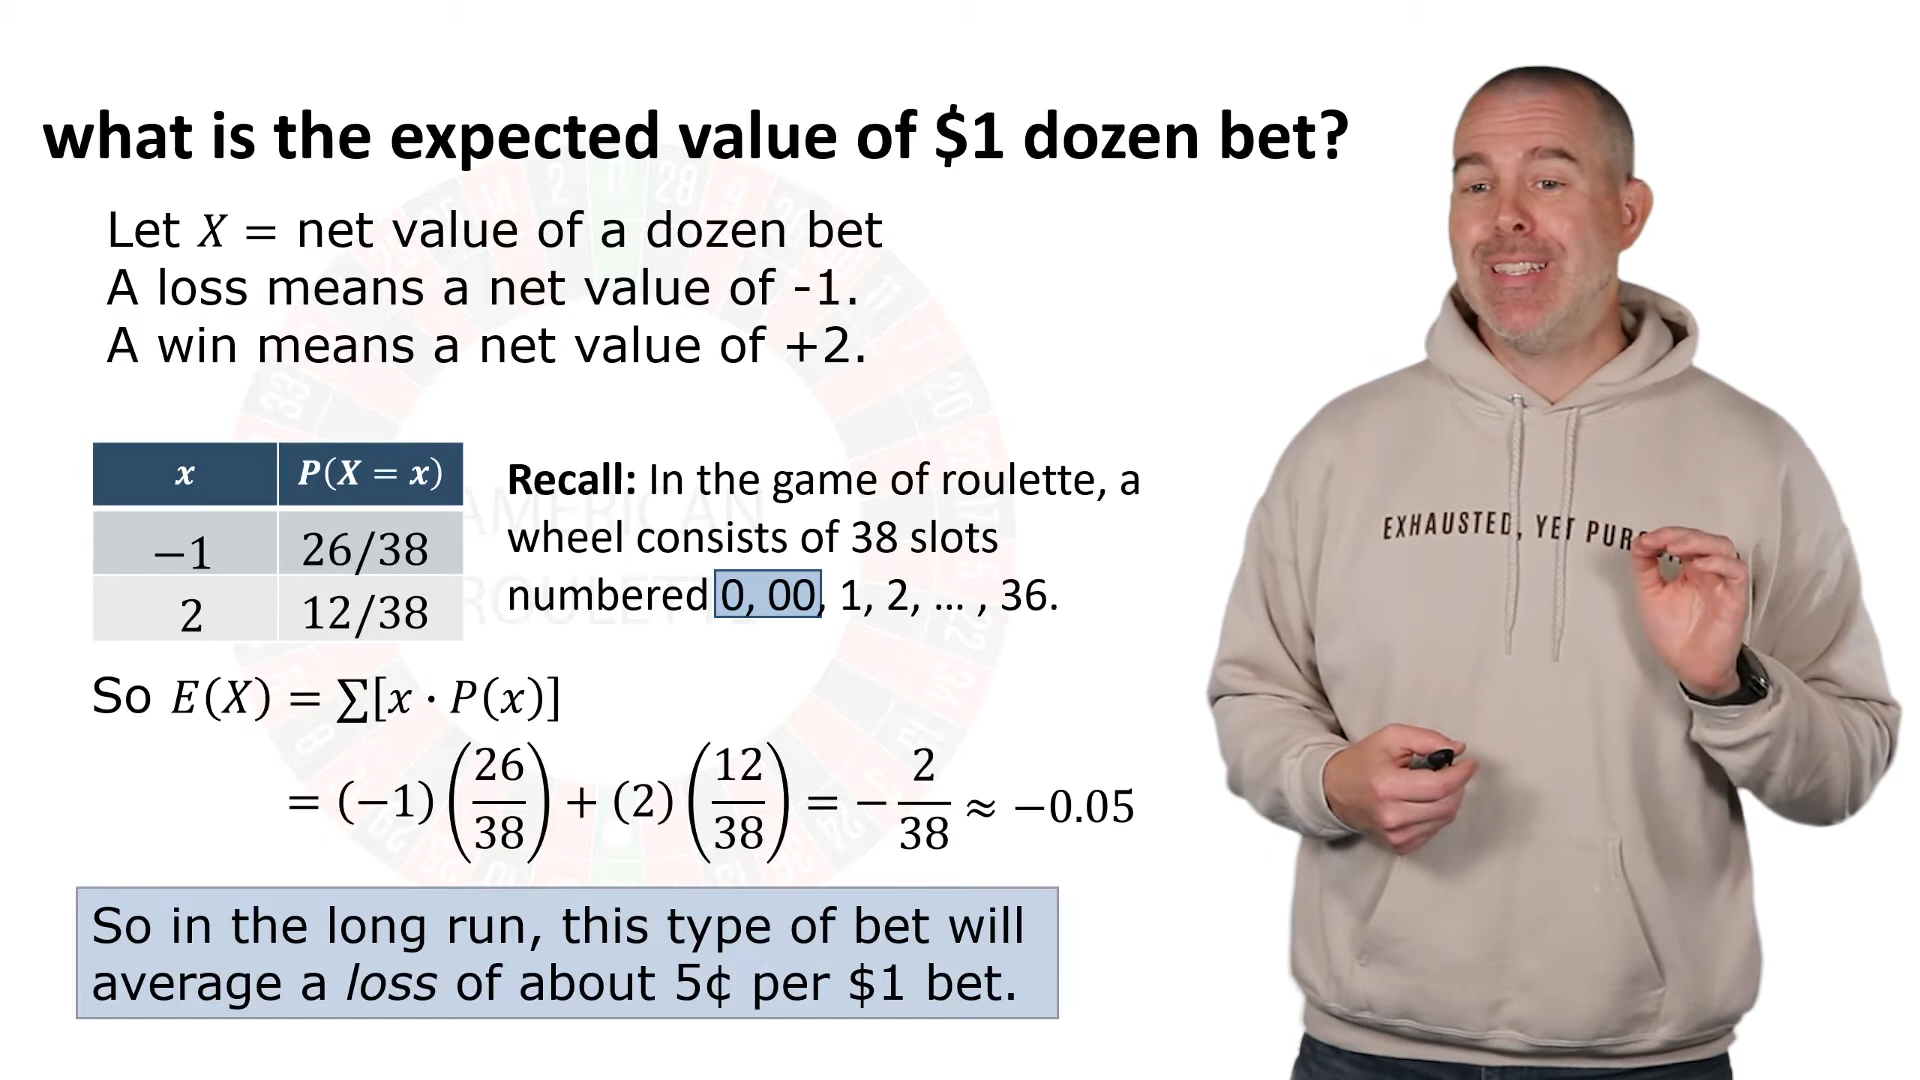 what is the expected value of $1 dozen bet?
Let X = net value of a dozen bet
A loss means a net value of -1.
A win means a net value of +2.
x P(X = x)
−1 26/38
2 12/38
Recall: In the game of roulette, a
wheel consists of 38 slots
numbered 0, 00, 1, 2, … , 36.
So E(X) = ∑[x · P(x)]
= (−1)(26/38) + (2)(12/38) = −2/38 ≈ −0.05
So in the long run, this type of bet will
average a loss of about 5¢ per $1 bet.
EXHAUSTED, YET
AMERICAN
ROULETTE